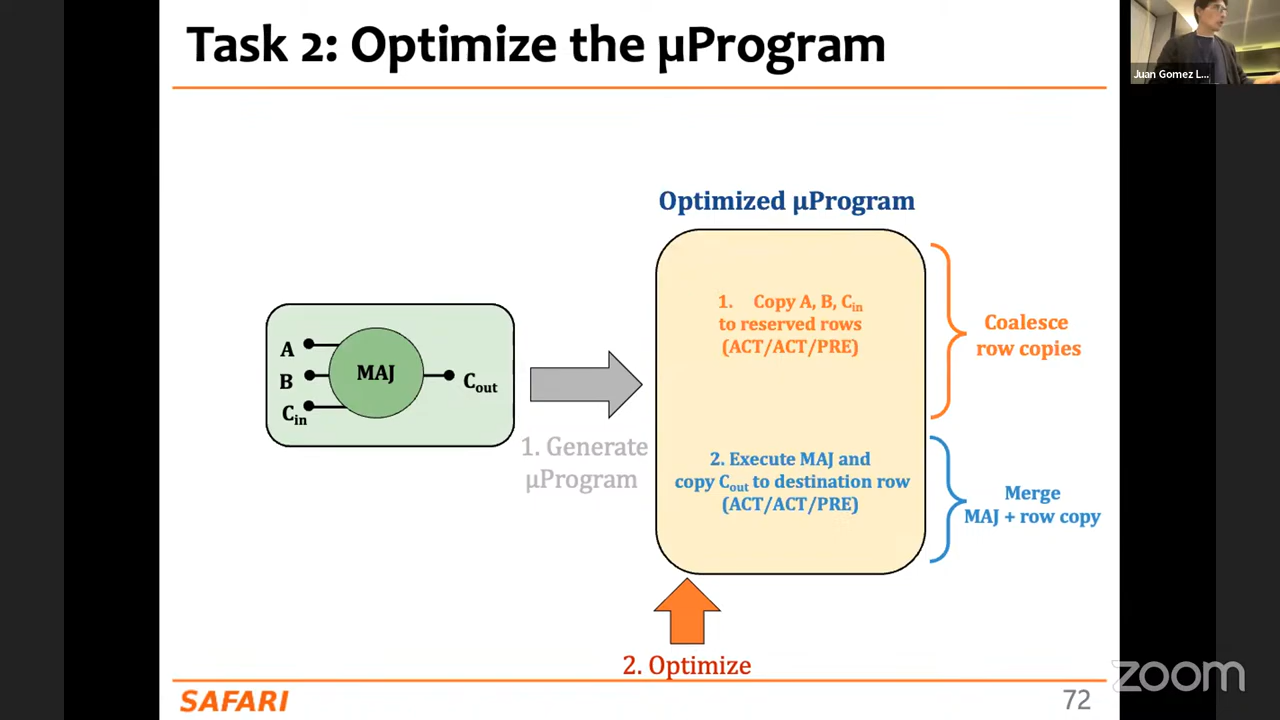 Task 2: Optimize the µProgram
Juan Gomez L...
Optimized µProgram
1. Copy A, B, Cin
to reserved rows
(ACT/ACT/PRE)
Coalesce
row copies
A
B
Cin
MAJ
Cout
1. Generate
µProgram
2. Execute MAJ and
copy Cout to destination row
(ACT/ACT/PRE)
Merge
MAJ + row copy
2. Optimize
SAFARI
72
zoom